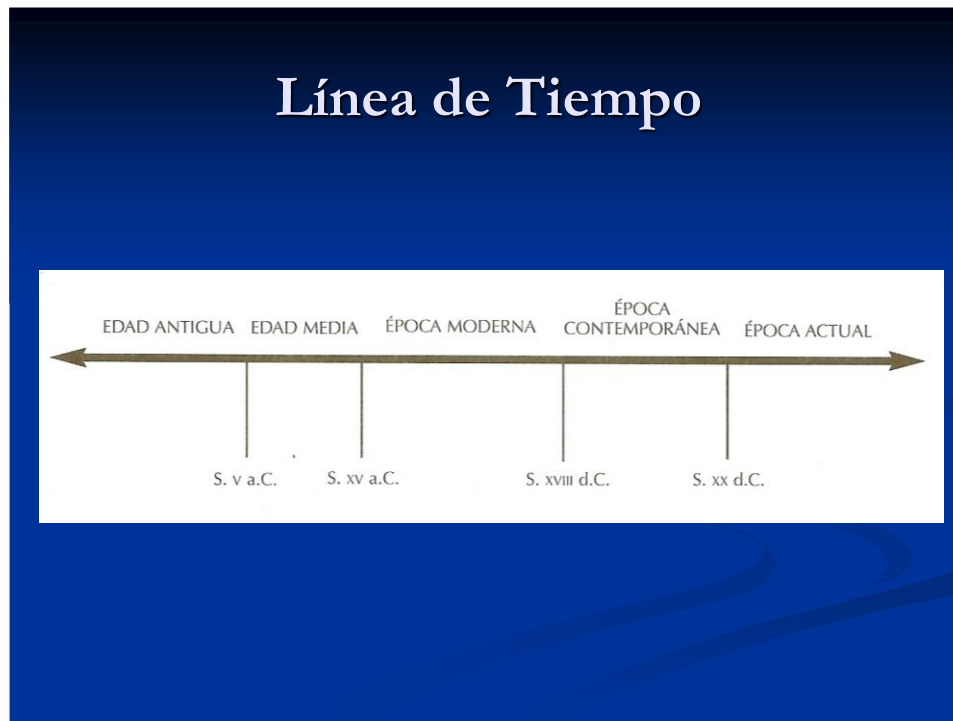 Línea de Tiempo
EDAD ANTIGUA EDAD MEDIA ÉPOCA MODERNA ÉPOCA CONTEMPORÁNEA ÉPOCA ACTUAL
S. V a.C. S. XV a.C. S. XVIII d.C. S. XX d.C.